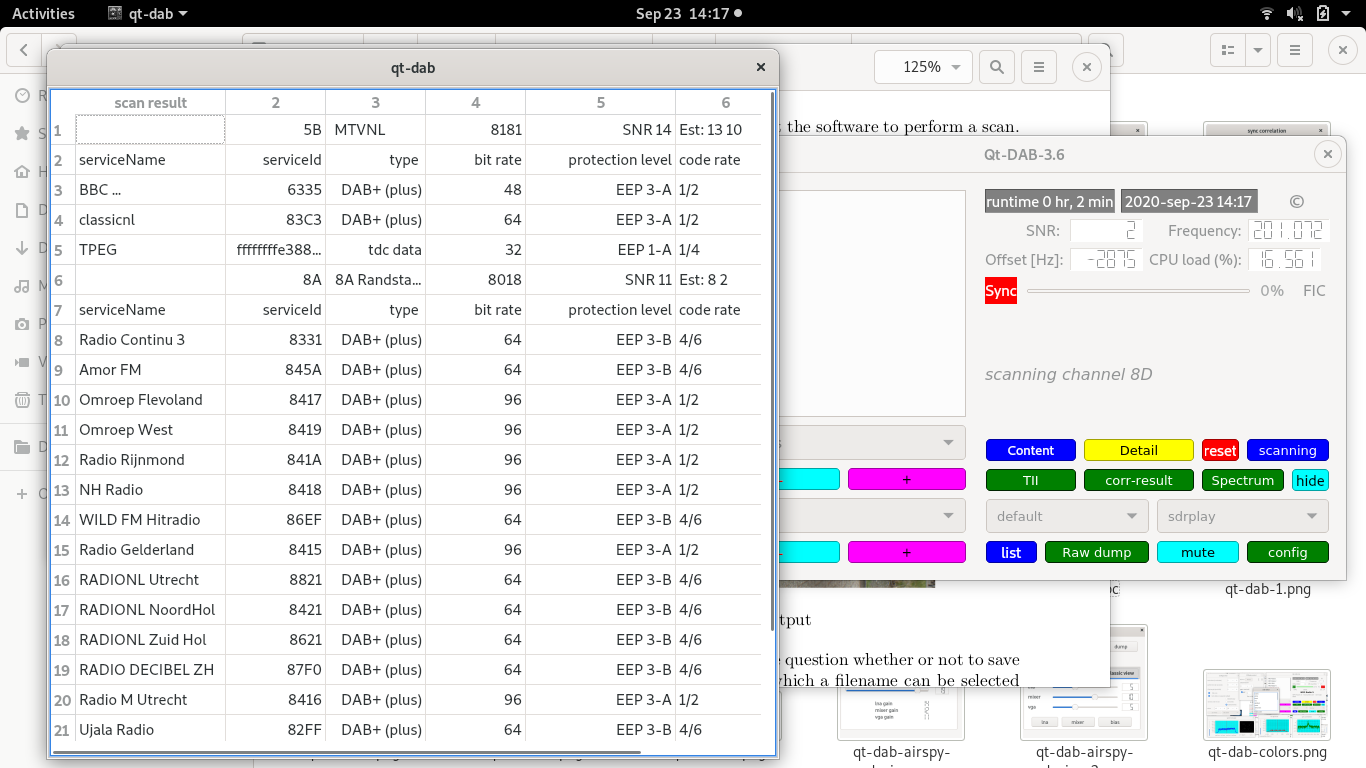 Activities qt-dab Sep 23 14:17
qt-dab
scan result 2 3 4 5 6
1 5B MTVNL 8181 SNR 14 Est: 13 10
2 serviceName serviceId type bit rate protection level code rate
3 BBC ... 6335 DAB+ (plus) 48 EEP 3-A 1/2
4 classicnl 83C3 DAB+ (plus) 64 EEP 3-A 1/2
5 TPEG ffffffffe388... tdc data 32 EEP 1-A 1/4
6 8A 8A Randsta... 8018 SNR 11 Est: 8 2
7 serviceName serviceId type bit rate protection level code rate
8 Radio Continu 3 8331 DAB+ (plus) 64 EEP 3-B 4/6
9 Amor FM 845A DAB+ (plus) 64 EEP 3-B 4/6
10 Omroep Flevoland 8417 DAB+ (plus) 96 EEP 3-A 1/2
11 Omroep West 8419 DAB+ (plus) 96 EEP 3-A 1/2
12 Radio Rijnmond 841A DAB+ (plus) 96 EEP 3-A 1/2
13 NH Radio 8418 DAB+ (plus) 96 EEP 3-A 1/2
14 WILD FM Hitradio 86EF DAB+ (plus) 64 EEP 3-B 4/6
15 Radio Gelderland 8415 DAB+ (plus) 96 EEP 3-A 1/2
16 RADIONL Utrecht 8821 DAB+ (plus) 64 EEP 3-B 4/6
17 RADIONL NoordHol 8421 DAB+ (plus) 64 EEP 3-B 4/6
18 RADIONL Zuid Hol 8621 DAB+ (plus) 64 EEP 3-B 4/6
19 RADIO DECIBEL ZH 87F0 DAB+ (plus) 64 EEP 3-B 4/6
20 Radio M Utrecht 8416 DAB+ (plus) 96 EEP 3-A 1/2
21 Ujala Radio 82FF DAB+ (plus) 64 EEP 3-B 4/6
125%
the software to perform a scan.
sync correlation
Qt-DAB-3.6
runtime 0 hr, 2 min 2020-sep-23 14:17 ©
SNR: 2 Frequency: 201.072
Offset [Hz]: -2875 CPU load (%): 16.561
Sync 0% FIC
scanning channel 8D
Content Detail reset scanning
+ TII corr-result Spectrum hide
default sdrplay
+ list Raw dump mute config
qt-dab-1.png
question whether or not to save
which a filename can be selected
dump
lna gain
mixer gain
vga gain
mixer
vga
lna mixer bias
qt-dab-airspy- qt-dab-airspy- qt-dab-colors.png